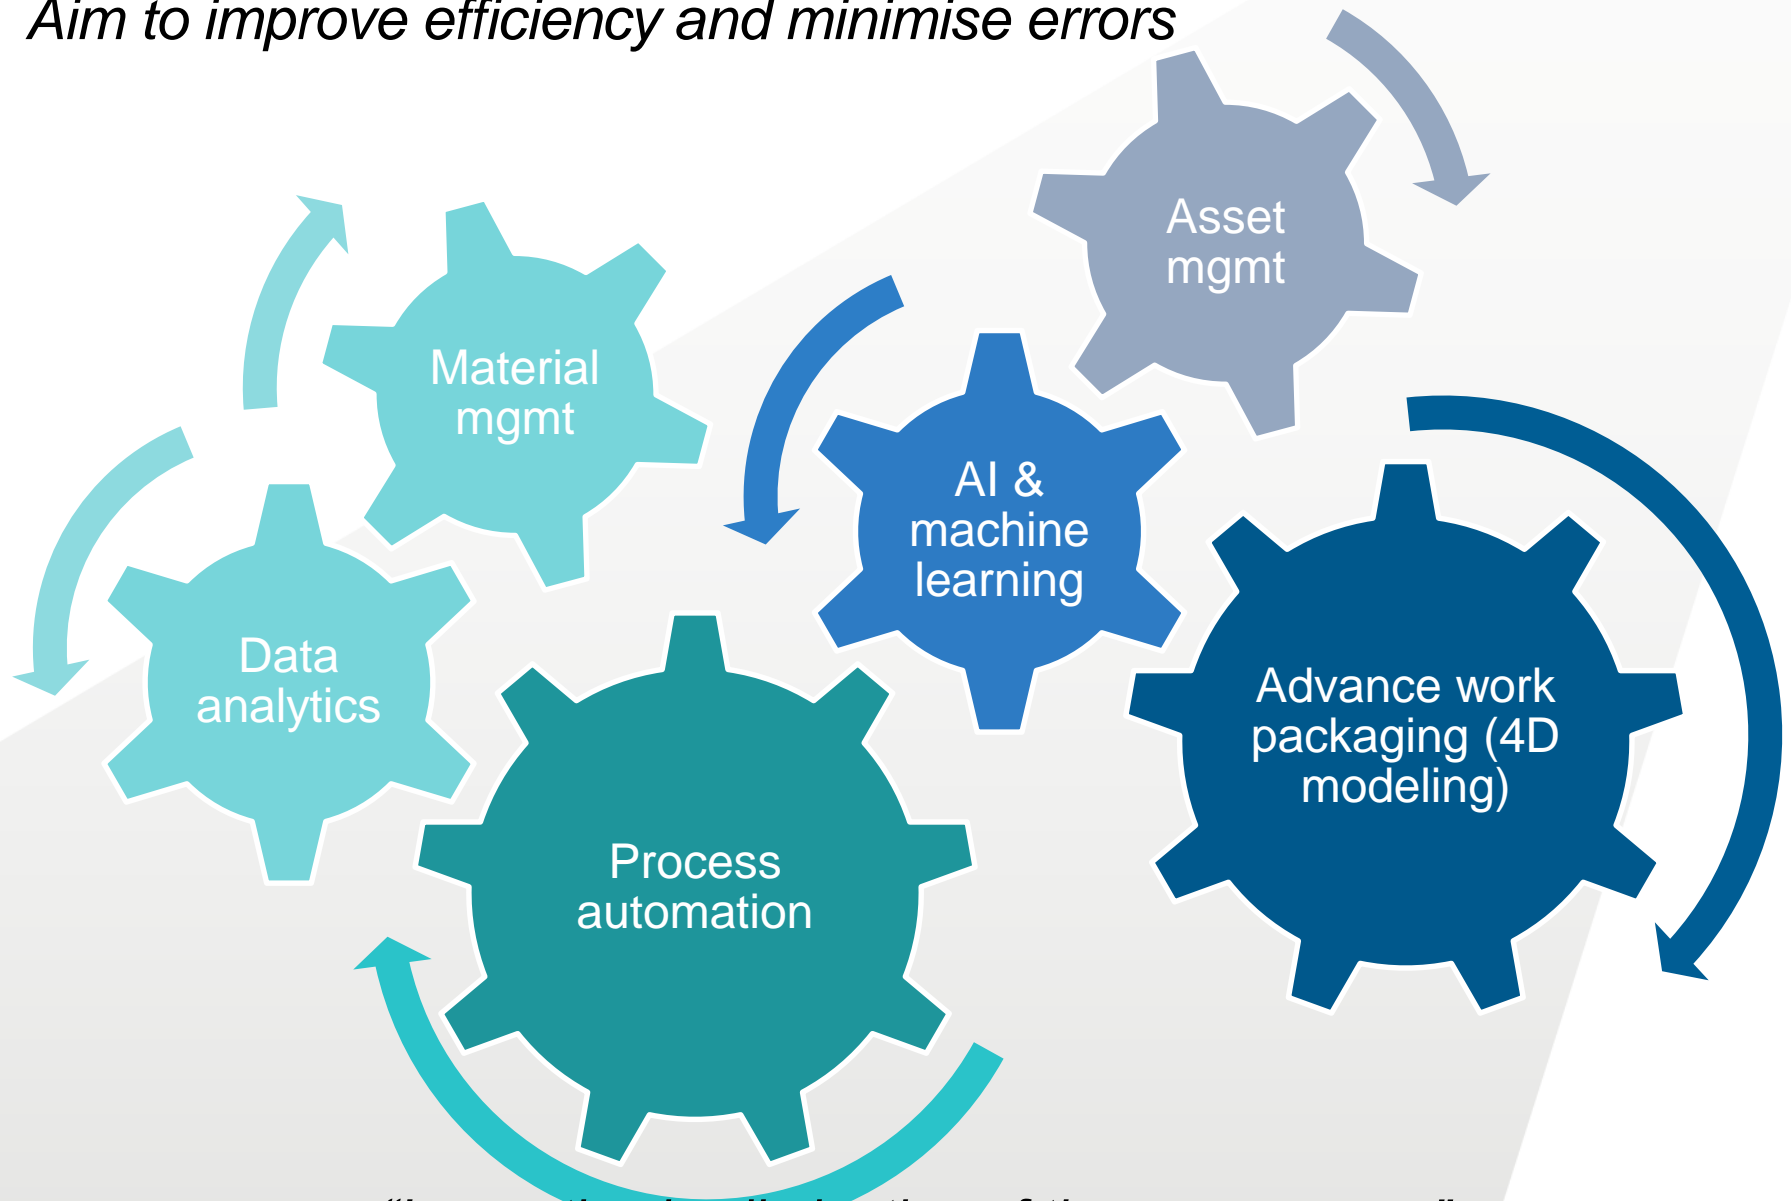 Aim to improve efficiency and minimise errors
Asset
mgmt
Material
mgmt
AI &
machine
learning
Data
analytics
Advance work
packaging (4D
modeling)
Process
automation